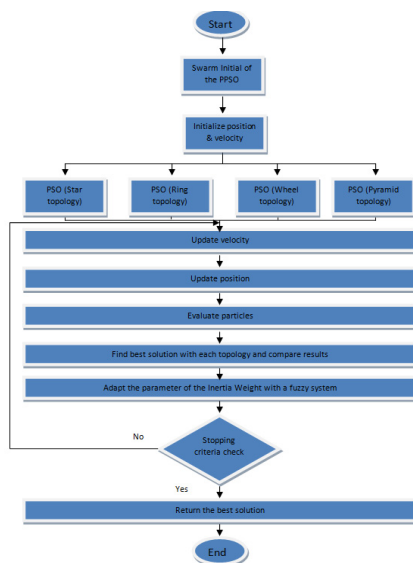 Start
Swarm Initial of
the PPSO
Initialize position
& velocity
PSO (Star
topology)
PSO (Ring
topology)
PSO (Wheel
topology)
PSO (Pyramid
topology)
Update velocity
Update position
Evaluate particles
Find best solution with each topology and compare results
Adapt the parameter of the Inertia Weight with a fuzzy system
No
Stopping
criteria check
Yes
Return the best solution
End